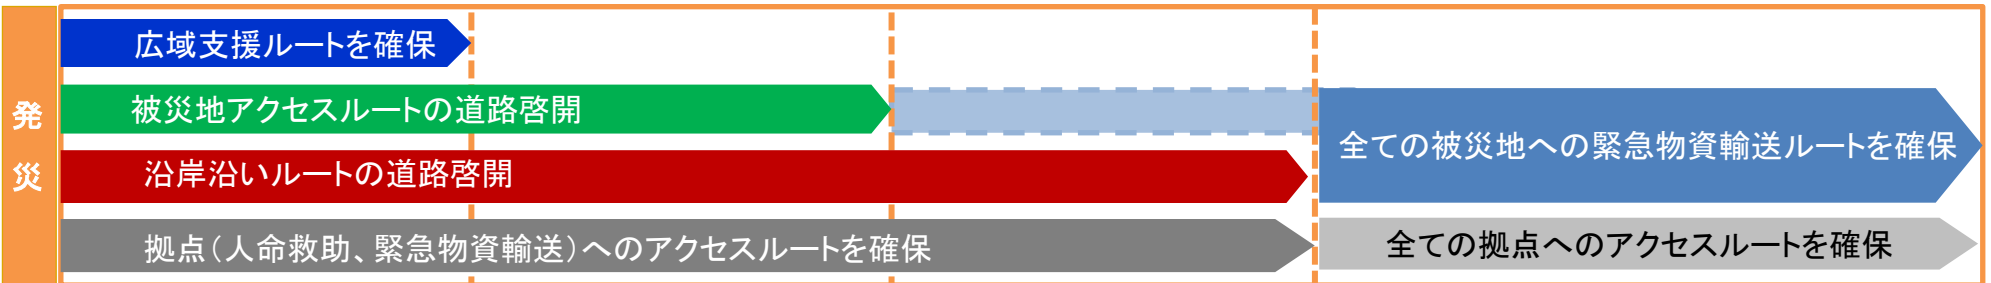 発災
広域支援ルートを確保
被災地アクセスルートの道路啓開
沿岸沿いルートの道路啓開
拠点（人命救助、緊急物資輸送）へのアクセスルートを確保
全ての被災地への緊急物資輸送ルートを確保
全ての拠点へのアクセスルートを確保